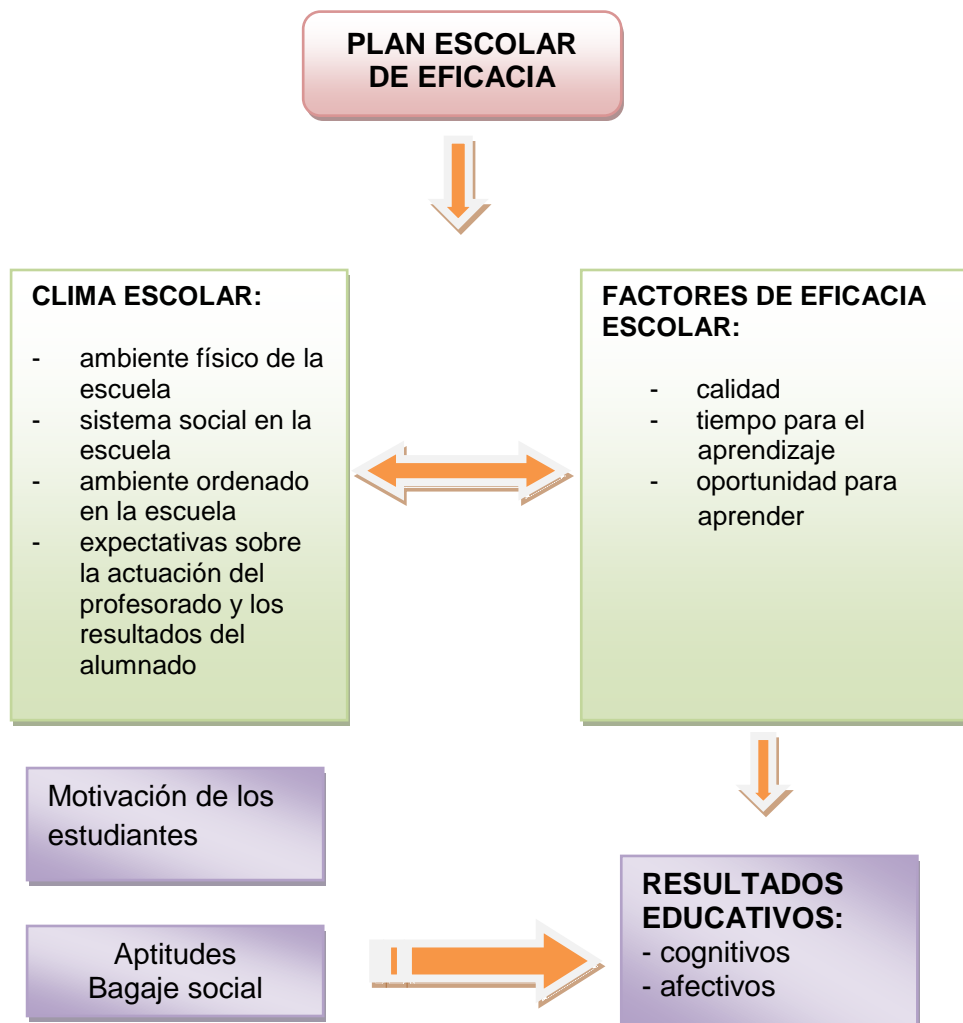 PLAN ESCOLAR
DE EFICACIA
CLIMA ESCOLAR:
- ambiente físico de la
escuela
- sistema social en la
escuela
- ambiente ordenado
en la escuela
- expectativas sobre
la actuación del
profesorado y los
resultados del
alumnado
FACTORES DE EFICACIA
ESCOLAR:
- calidad
- tiempo para el
aprendizaje
- oportunidad para
aprender
Motivación de los
estudiantes
Aptitudes
Bagaje social
RESULTADOS
EDUCATIVOS:
- cognitivos
- afectivos